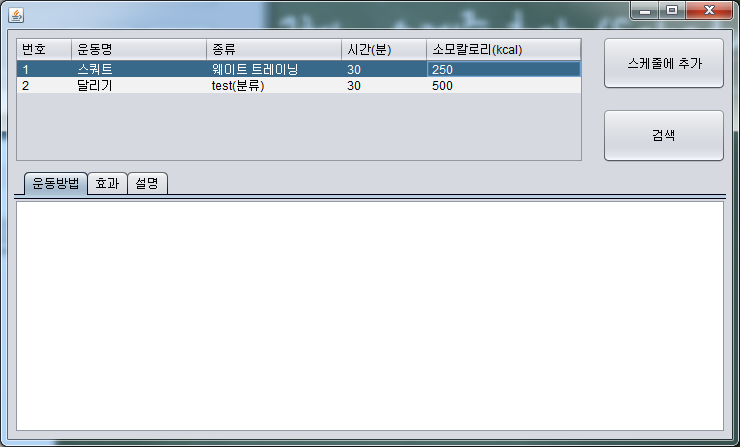 번호 운동명 종류 시간(분) 소모칼로리(kcal)
1 스쿼트 웨이트 트레이닝 30 250
2 달리기 test(분류) 30 500
스케줄에 추가
검색
운동방법 효과 설명